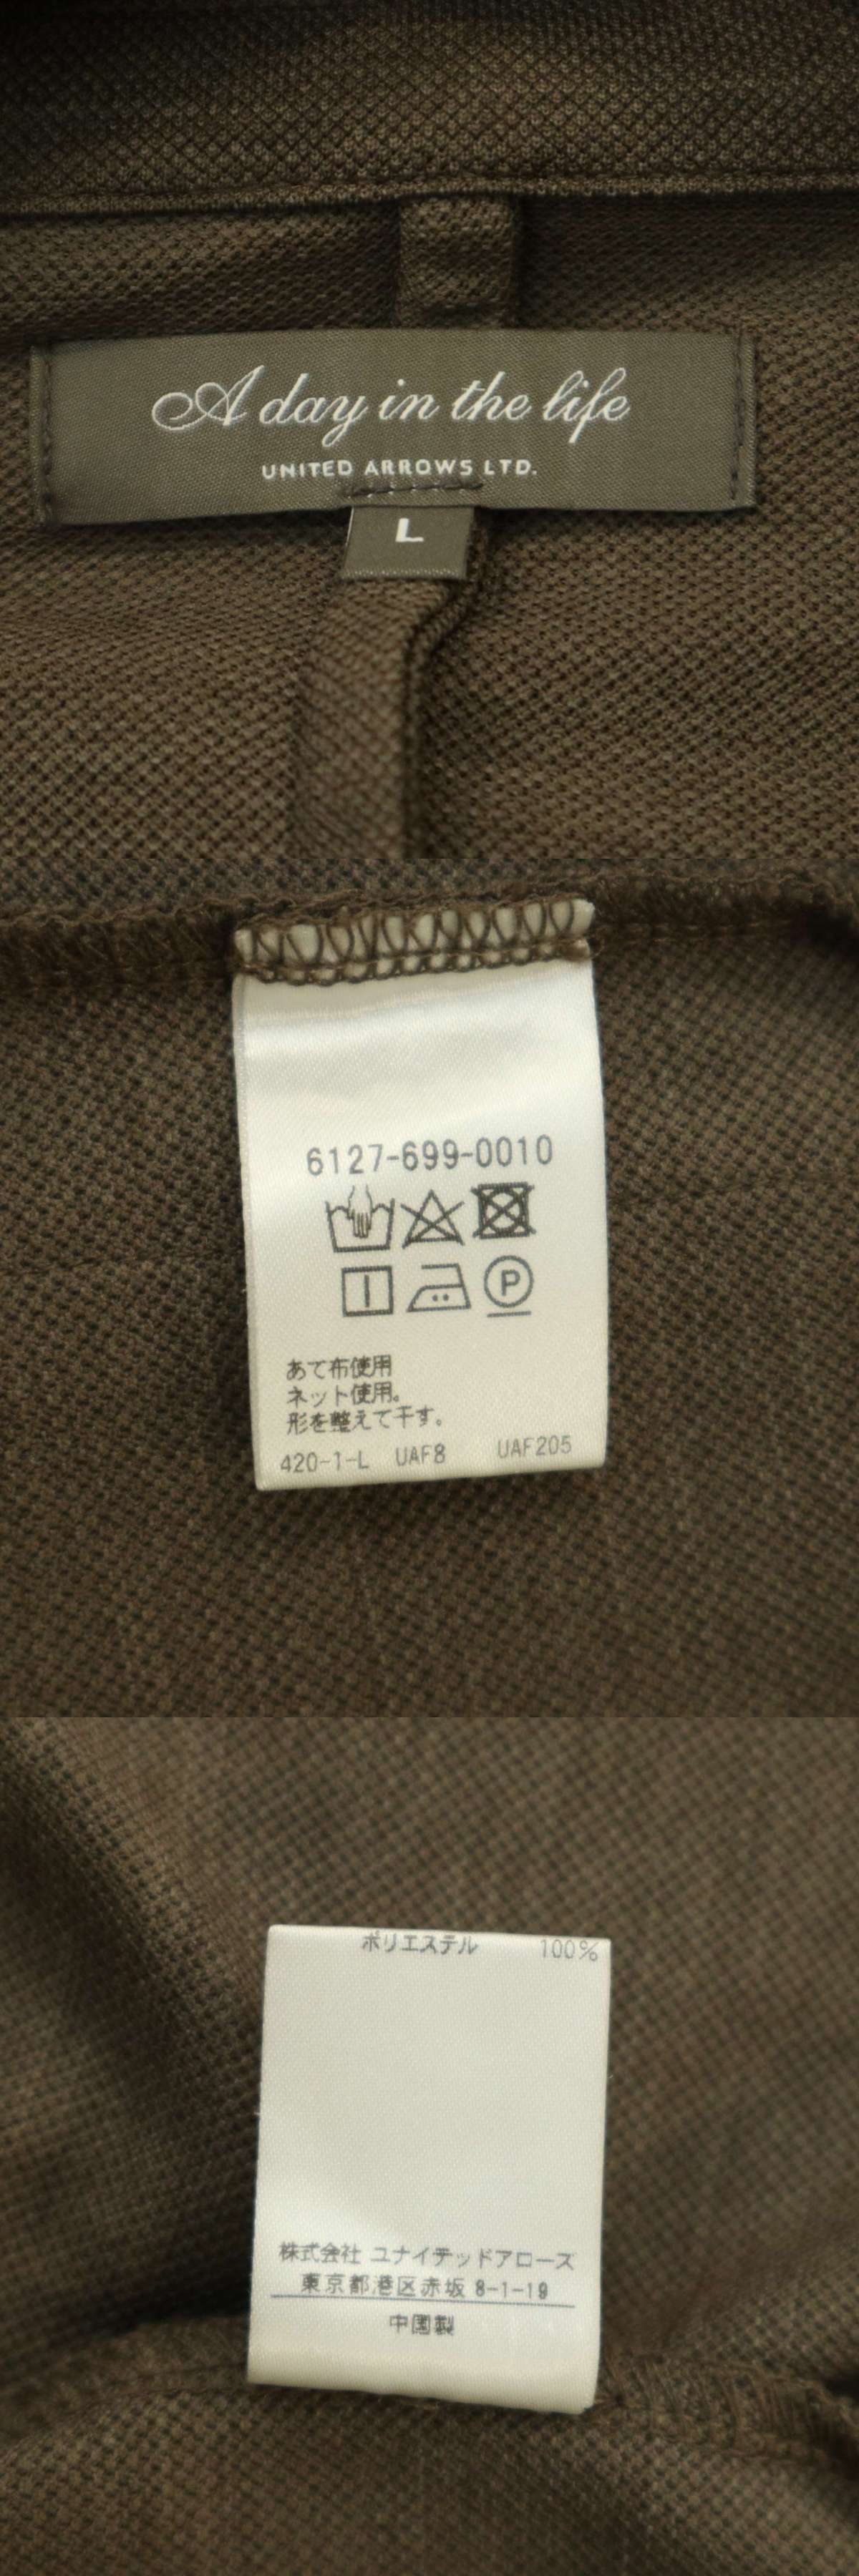 A day in the life
UNITED ARROWS LTD.
L
6127-699-0010
P
あて布使用
ネット使用。
形を整えて干す。
420-1-L UAF8 UAF205
ポリエステル 100%
株式会社 ユナイテッドアローズ
東京都港区赤坂 8-1-19
中国製